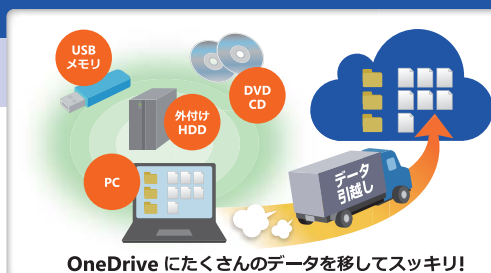 USB
メモリ
DVD
CD
外付け
HDD
PC
データ
引越し
OneDrive にたくさんのデータを移してスッキリ!